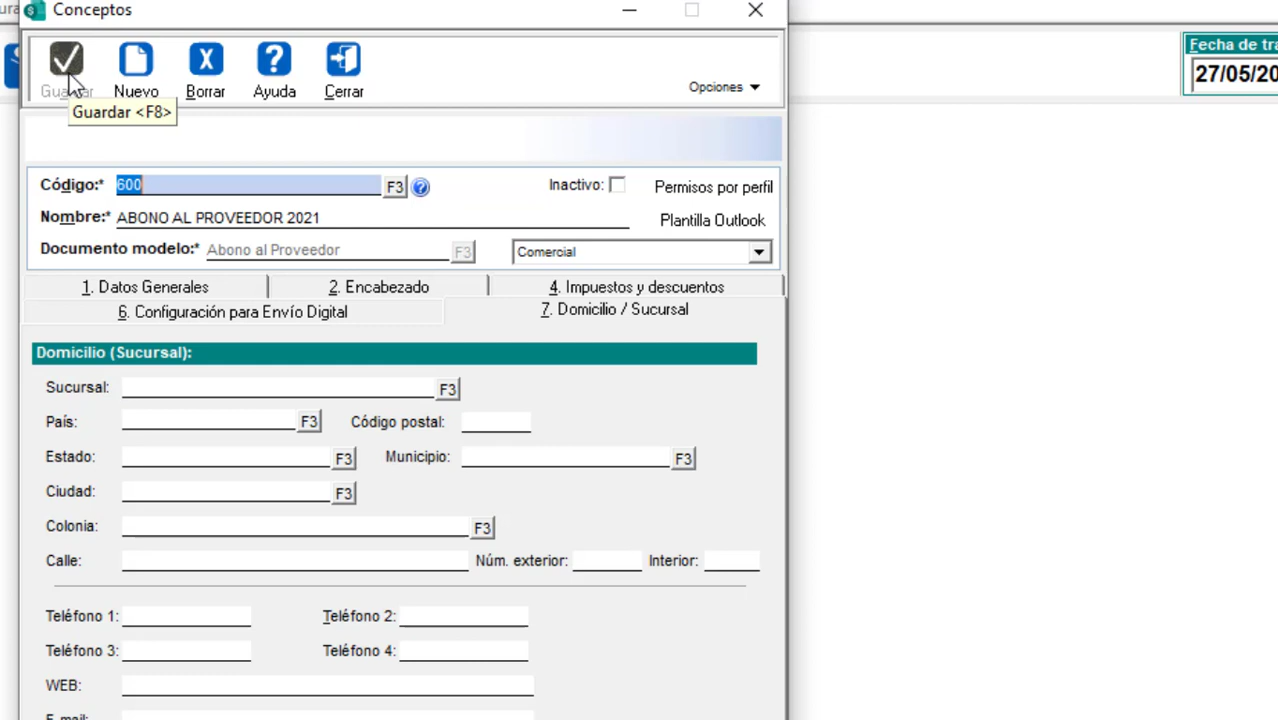 Conceptos
Guardar Nuevo Borrar Ayuda Cerrar
Opciones
Guardar <F8>
Fecha de tra
27/05/20
Código:* 600 F3 Inactivo: Permisos por perfil
Nombre:* ABONO AL PROVEEDOR 2021 Plantilla Outlook
Documento modelo:* Abono al Proveedor F3 Comercial
1. Datos Generales 2. Encabezado 4. Impuestos y descuentos
6. Configuración para Envío Digital 7. Domicilio / Sucursal
Domicilio (Sucursal):
Sucursal: F3
País: F3 Código postal:
Estado: F3 Municipio: F3
Ciudad: F3
Colonia: F3
Calle: Núm. exterior: Interior:
Teléfono 1: Teléfono 2:
Teléfono 3: Teléfono 4:
WEB:
E-mail: